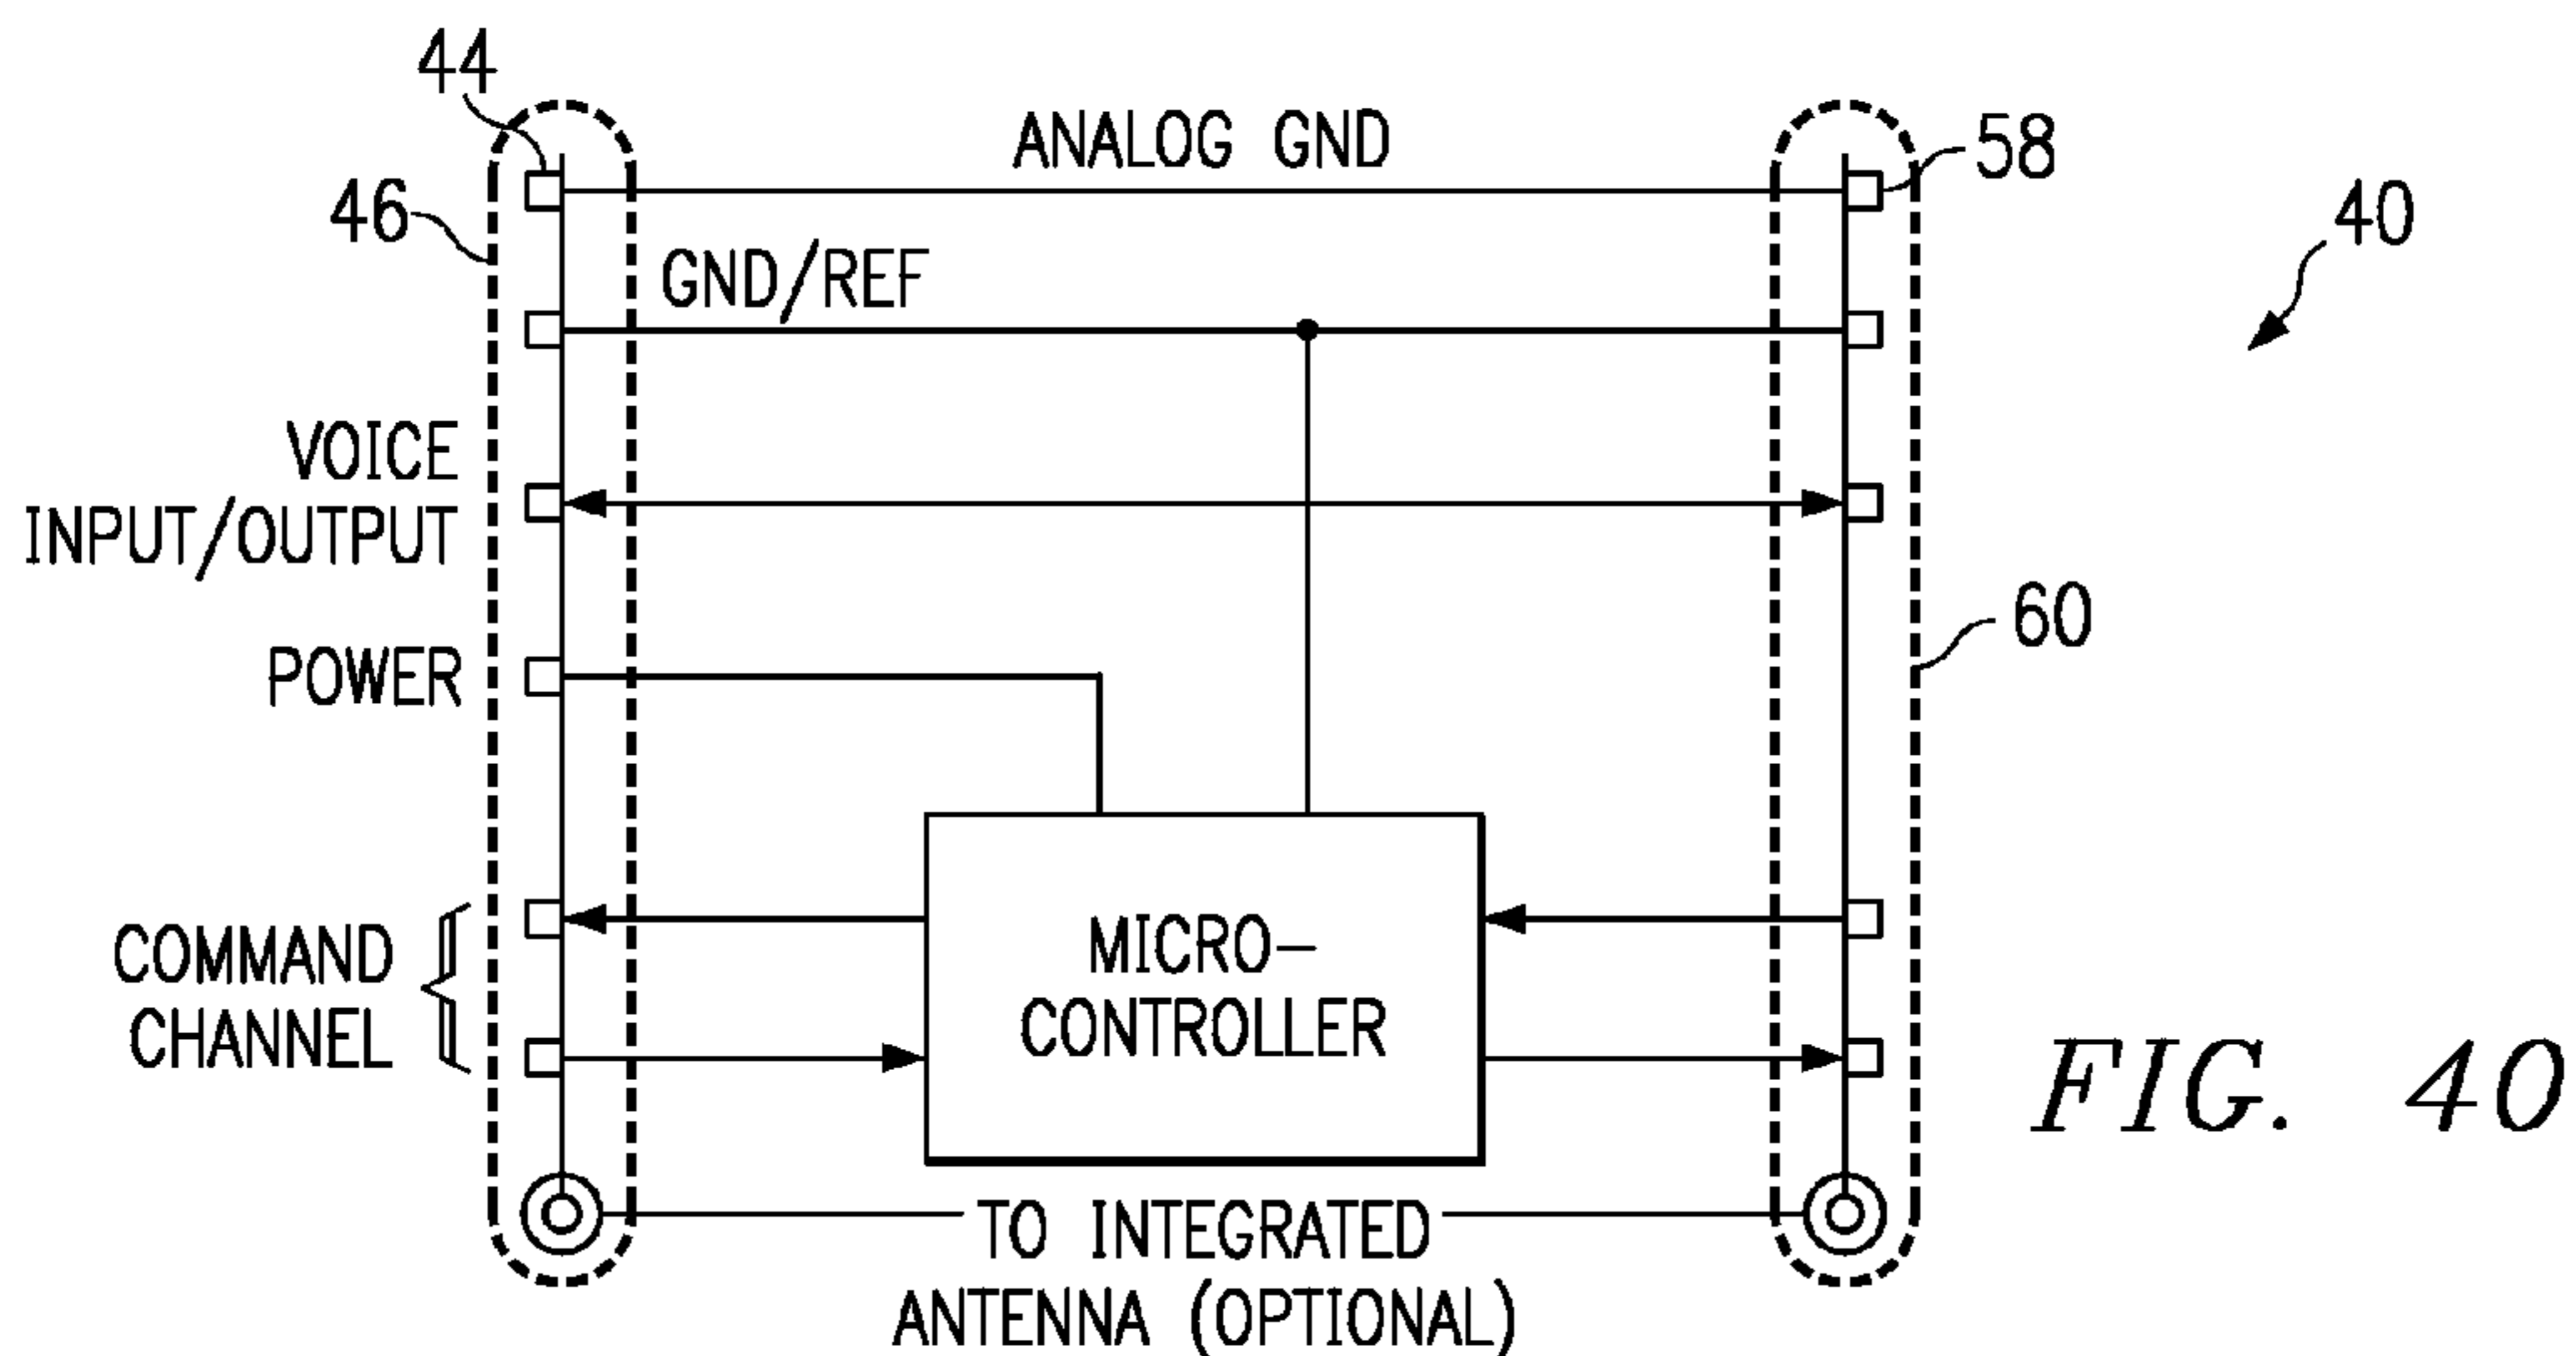 44
ANALOG GND
58
46
40
GND/REF
VOICE
INPUT/OUTPUT
60
POWER
COMMAND
CHANNEL
MICRO-
CONTROLLER
FIG. 40
TO INTEGRATED
ANTENNA (OPTIONAL)